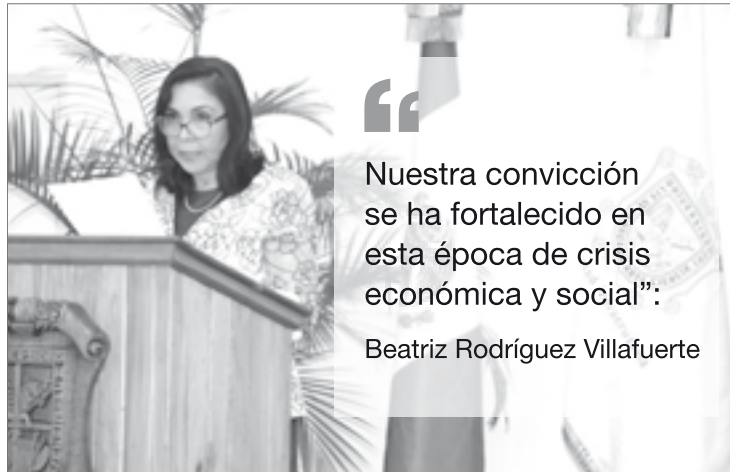 “
Nuestra convicción
se ha fortalecido en
esta época de crisis
económica y social”:
Beatriz Rodríguez Villafuerte